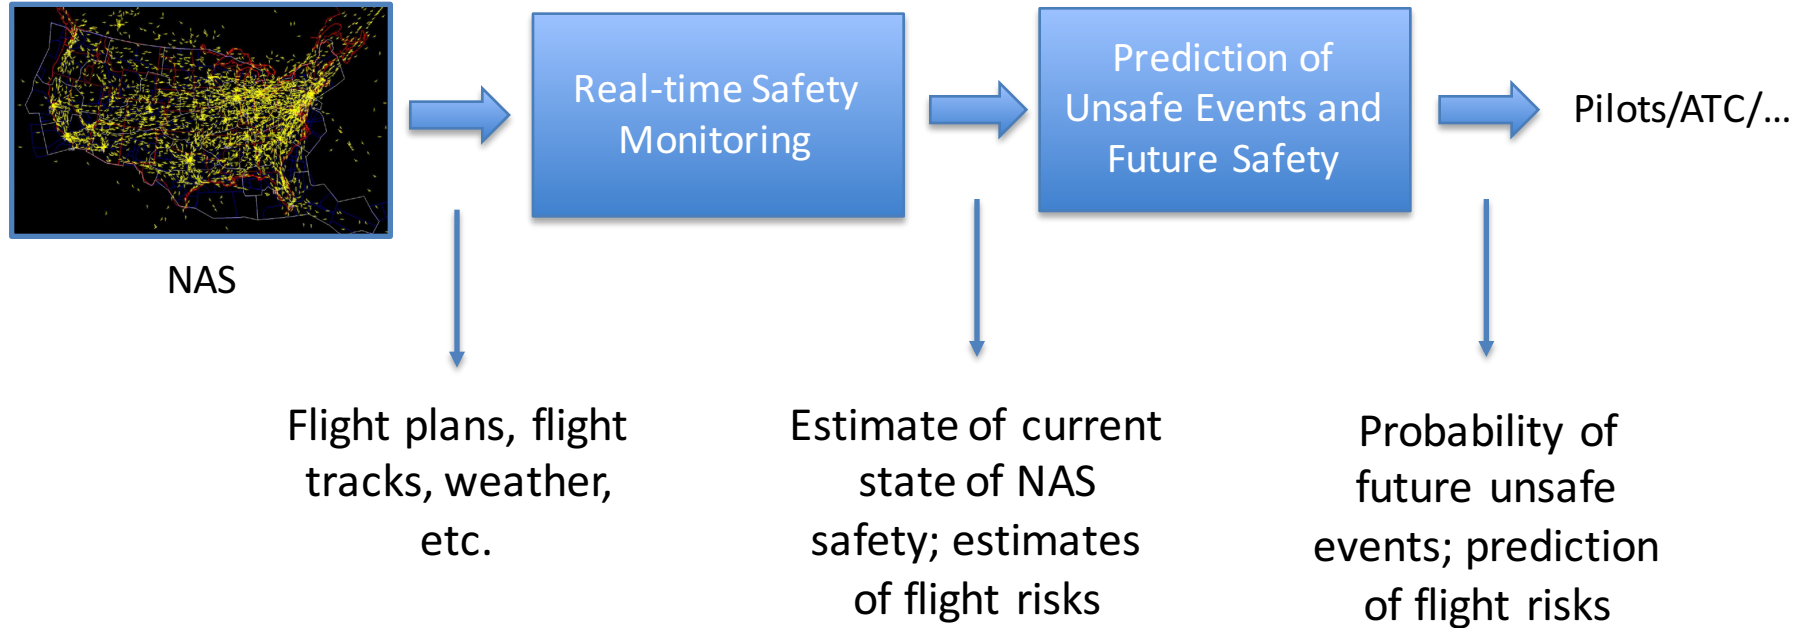 NAS
Real-time Safety
Monitoring
Prediction of
Unsafe Events and
Future Safety
Pilots/ATC/...
Flight plans, flight
tracks, weather,
etc.
Estimate of current
state of NAS
safety; estimates
of flight risks
Probability of
future unsafe
events; prediction
of flight risks